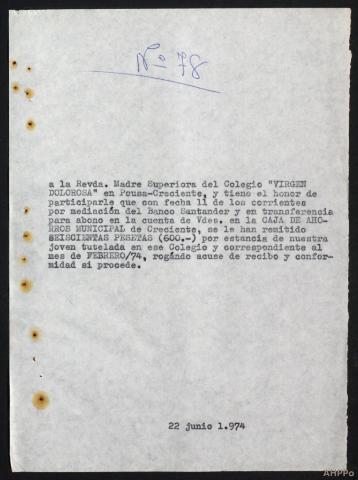 Nº 78
a la Revda. Madre Superiora del Colegio "VIRGEN
DOLOROSA" en Pousa-Creciente, y tiene el honor de
participarle que con fecha 11 de los corrientes
por mediación del Banco Santander y en transferencia
para abono en la cuenta de Vdes. en la CAJA DE AHO-
RROS MUNICIPAL de Creciente, se le han remitido
SEISCIENTAS PESETAS (600,-) por estancia de nuestra
joven tutelada en ese Colegio y correspondiente al
mes de FEBRERO/74, rogándo acuse de recibo y confor-
midad si procede.
22 junio 1.974
AHPPo